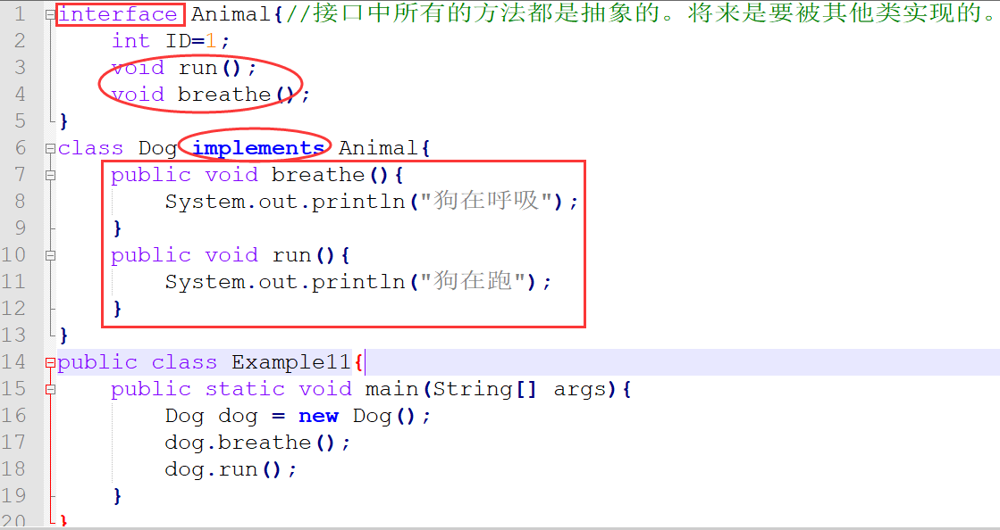 1 interface Animal{//接口中所有的方法都是抽象的。将来是要被其他类实现的。
2 int ID=1;
3 void run();
4 void breathe();
5 }
6 class Dog implements Animal{
7 public void breathe(){
8 System.out.println("狗在呼吸");
9 }
10 public void run(){
11 System.out.println("狗在跑");
12 }
13 }
14 public class Example11{
15 public static void main(String[] args){
16 Dog dog = new Dog();
17 dog.breathe();
18 dog.run();
19 }
20 }